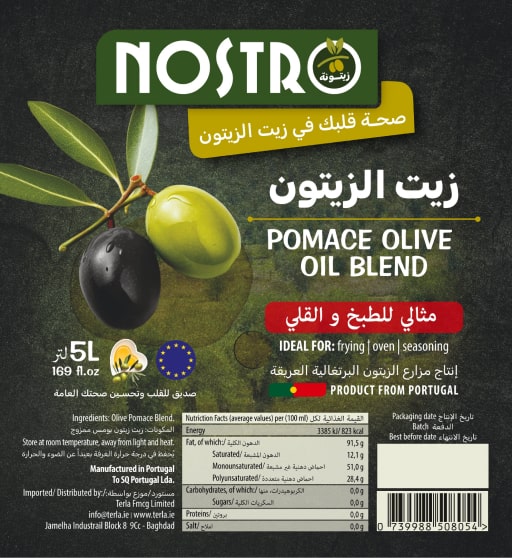 NOSTRO
زيتـونة
صحـة قلبك في زيت الزيتون
زيت الزيتون
POMACE OLIVE
OIL BLEND
مثالي للطبخ و القلي
IDEAL FOR: frying | oven | seasoning
إنتاج مزارع الزيتون البرتغالية العريقة
PRODUCT FROM PORTUGAL
5L لتر
169 fl.oz
صديق للقلب وتحسين صحتك العامة
Ingredients: Olive Pomace Blend.
المكونات: زيت زيتون بومس ممزوج
Store at room temperature, away from light and heat.
يُحفظ في درجة حرارة الغرفة بعيداً عن الضوء والحرارة
Manufactured in Portugal
To SQ Portugal Lda.
Imported/ Distributed by:/مستورد/موزع بواسطة:
Terla Fmcg Limited
info@terla.ie | www.terla.ie
Jamelha Industrail Block 8 9Cc - Baghdad
Nutrition Facts (average values) per (100 ml) القيمة الغذائية لكل
Energy 3385 kJ/ 823 kcal
Fat, of which:/ الدهون الكلية 91,5 g
Saturated/ الدهون المشبعة 12,1 g
Monounsaturated/ احماض دهنية غير مشبعة 51,0 g
Polyunsaturated/ احماض دهنية متعددة 28,4 g
Carbohydrates, of which:/ الكربوهيدرات، منها 0,0 g
Sugars/ السكريات الكلية 0,0 g
Proteins/ بروتين 0,0 g
Salt/ املاح 0,0 g
Packaging date تاريخ الإنتاج
Batch الدفعة
Best before date تاريخ الانتهاء
0 739988 508054 >